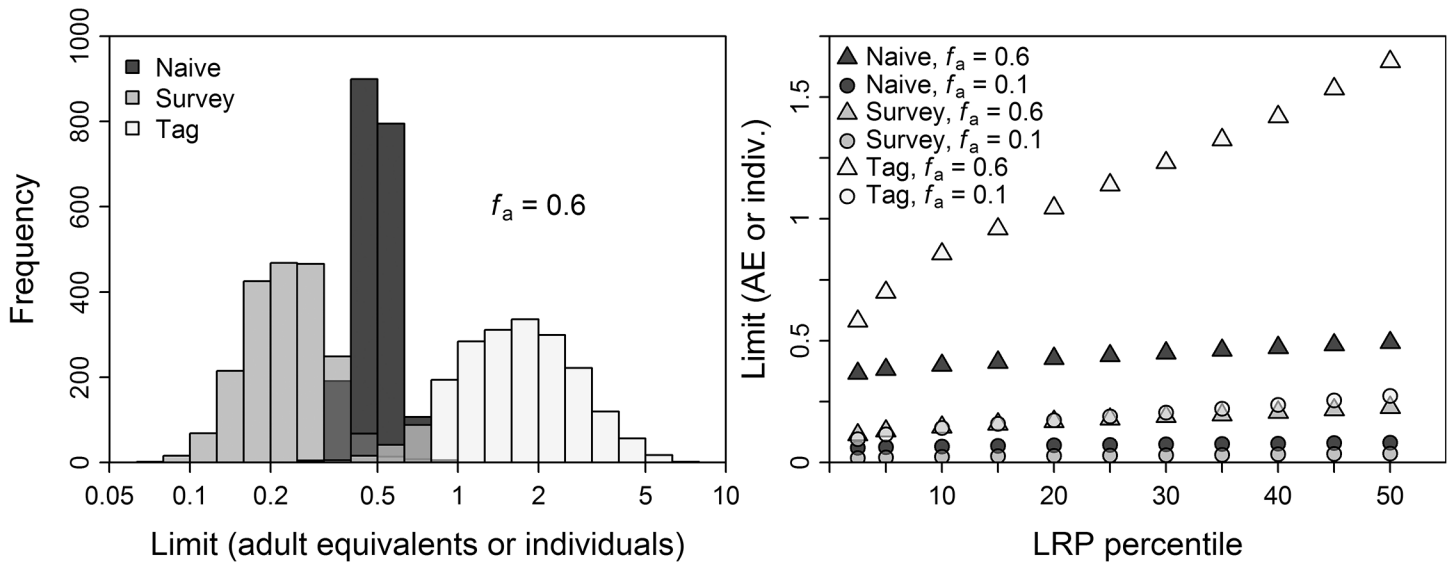 Frequency
0
200
400
600
800
1000
Naive
Survey
Tag
fa = 0.6
0.05 0.1 0.2 0.5 1 2 5 10
Limit (adult equivalents or individuals)
Limit (AE or indiv.)
0
0.5
1
1.5
Naive, fa = 0.6
Naive, fa = 0.1
Survey, fa = 0.6
Survey, fa = 0.1
Tag, fa = 0.6
Tag, fa = 0.1
10 20 30 40 50
LRP percentile